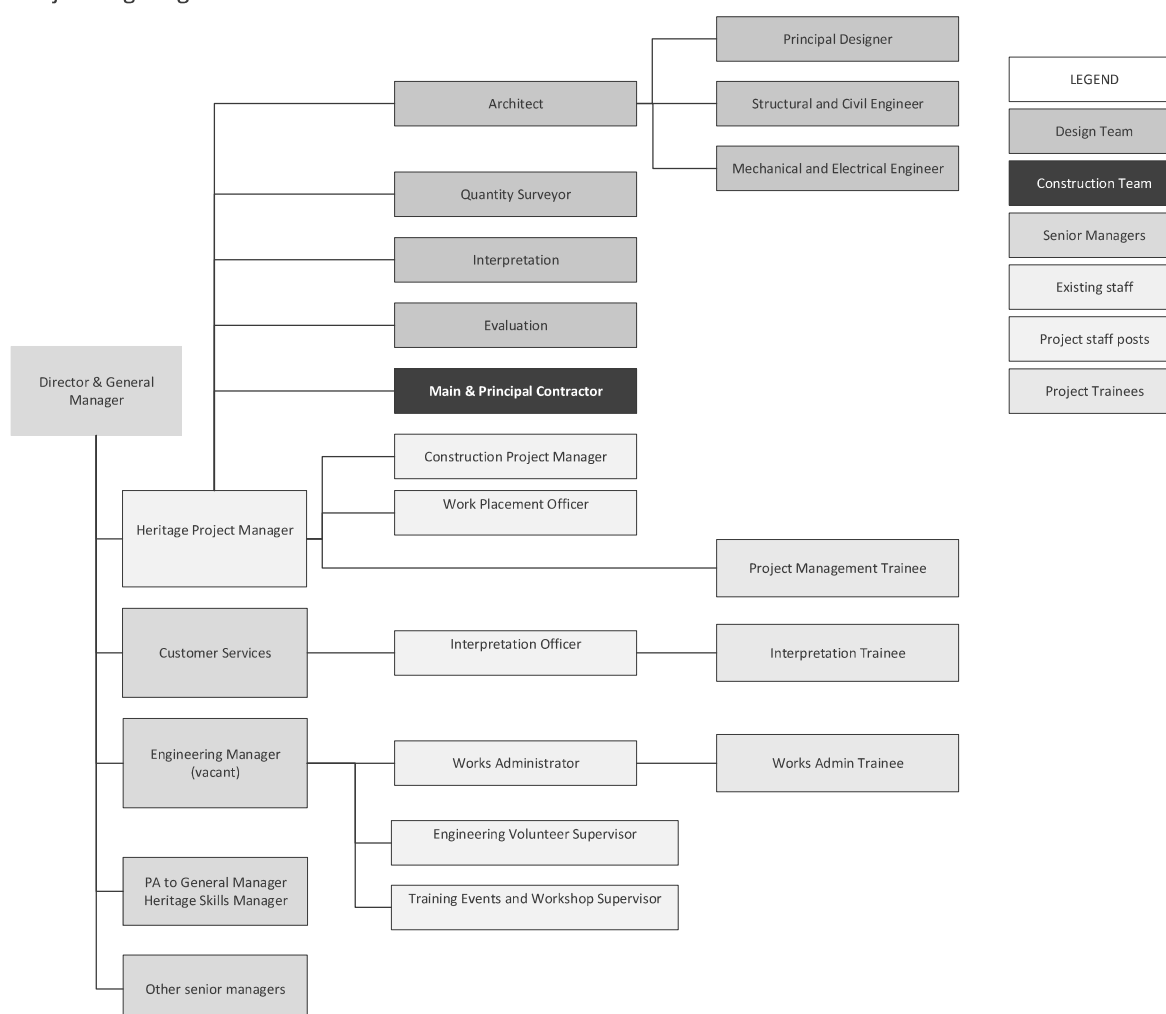 Principal Designer
Architect
Structural and Civil Engineer
Mechanical and Electrical Engineer
Quantity Surveyor
Interpretation
Evaluation
Director & General
Manager
Main & Principal Contractor
Construction Project Manager
Work Placement Officer
Heritage Project Manager
Project Management Trainee
Customer Services
Interpretation Officer
Interpretation Trainee
Engineering Manager
(vacant)
Works Administrator
Works Admin Trainee
Engineering Volunteer Supervisor
PA to General Manager
Heritage Skills Manager
Training Events and Workshop Supervisor
Other senior managers
LEGEND
Design Team
Construction Team
Senior Managers
Existing staff
Project staff posts
Project Trainees